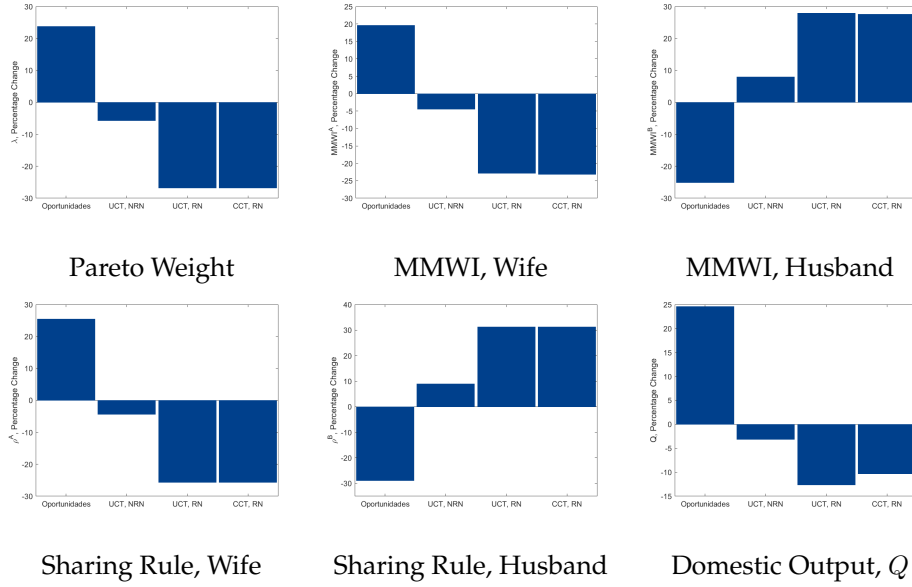 30
20
10
0
-10
-20
-30
λ, Percentage Change
Oportunidades UCT, NRN UCT, RN CCT, RN
Pareto Weight
25
20
15
10
5
0
-5
-10
-15
-20
-25
-30
MMWI^A, Percentage Change
Oportunidades UCT, NRN UCT, RN CCT, RN
MMWI, Wife
30
20
10
0
-10
-20
-30
MMWI^B, Percentage Change
Oportunidades UCT, NRN UCT, RN CCT, RN
MMWI, Husband
30
20
10
0
-10
-20
-30
ρ^A, Percentage Change
Oportunidades UCT, NRN UCT, RN CCT, RN
Sharing Rule, Wife
40
30
20
10
0
-10
-20
-30
ρ^B, Percentage Change
Oportunidades UCT, NRN UCT, RN CCT, RN
Sharing Rule, Husband
25
20
15
10
5
0
-5
-10
-15
Q, Percentage Change
Oportunidades UCT, NRN UCT, RN CCT, RN
Domestic Output, Q